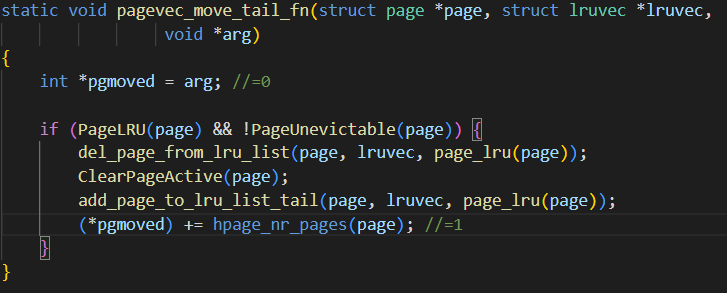 static void pagevec_move_tail_fn(struct page *page, struct lruvec *lruvec,
void *arg)
{
int *pgmoved = arg; //=0
if (PageLRU(page) && !PageUnevictable(page)) {
del_page_from_lru_list(page, lruvec, page_lru(page));
ClearPageActive(page);
add_page_to_lru_list_tail(page, lruvec, page_lru(page));
(*pgmoved) += hpage_nr_pages(page); //=1
}
}